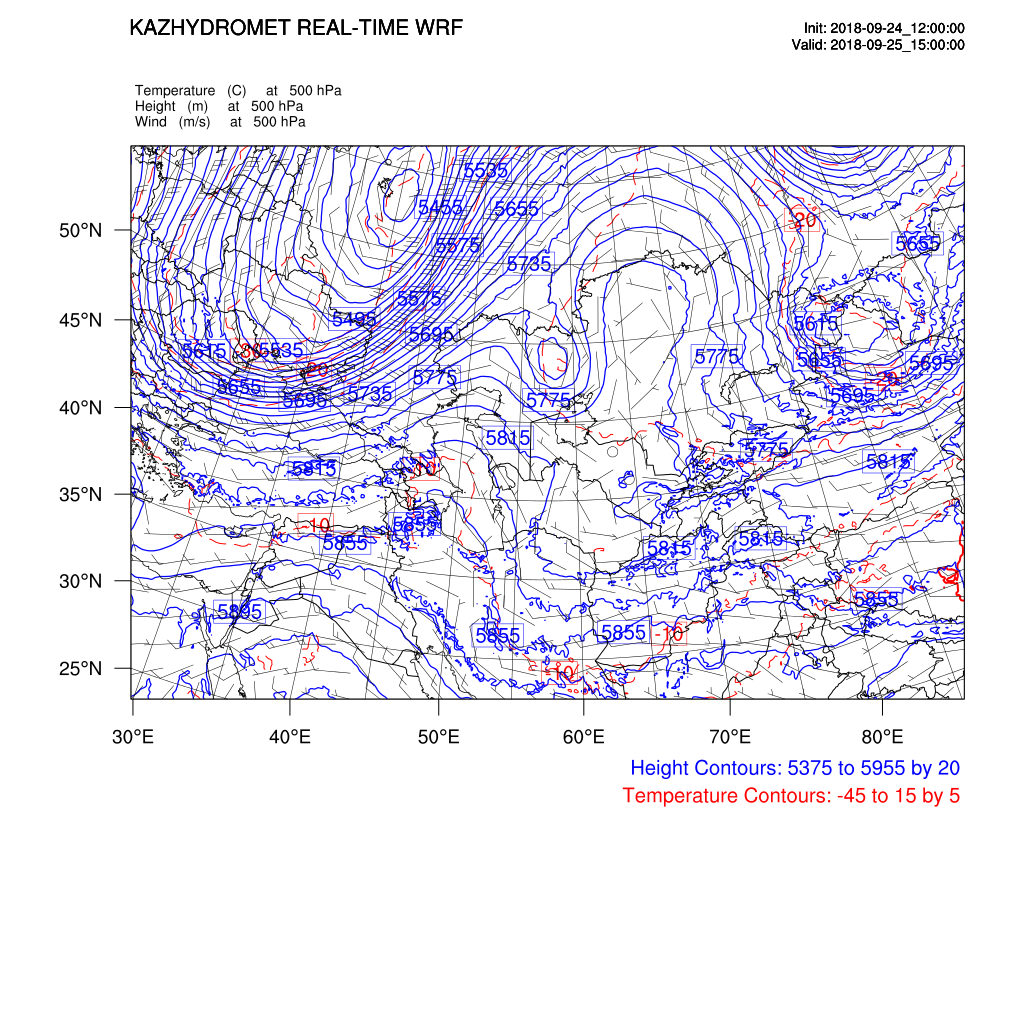 KAZHYDROMET REAL-TIME WRF
Init: 2018-09-24_12:00:00
Valid: 2018-09-25_15:00:00
Temperature (C) at 500 hPa
Height (m) at 500 hPa
Wind (m/s) at 500 hPa
5535
5455 5655
-20
50°N
5575
5655
5735
5575
45°N
5495
5615
5695
5615 5535
5775
5655
5695
-20
5775
-20
5655
5735
5695
5695
5775
40°N
5815
5775
5815
-10
5815
35°N
-10
5855
5855
5815
5815
30°N
5855
5895
5855
5855
-10
25°N
-10
30°E 40°E 50°E 60°E 70°E 80°E
Height Contours: 5375 to 5955 by 20
Temperature Contours: -45 to 15 by 5